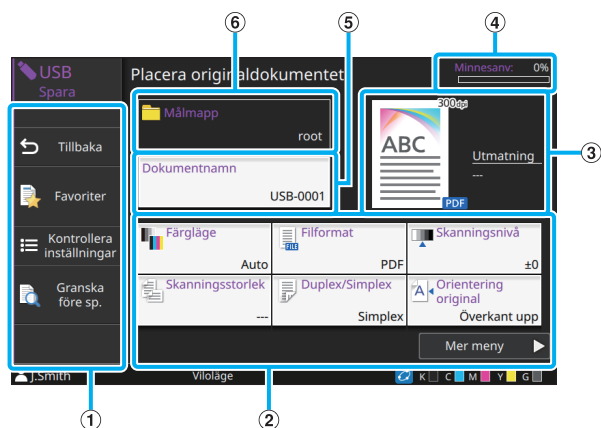 ⑥
⑤
④
USB
Spara
Placera originaldokumentet
Minnesanv: 0%
Målmapp
root
300dpi
ABC
PDF
Utmatning
---
③
Dokumentnamn
USB-0001
Tillbaka
Favoriter
Kontrollera
inställningar
Granska
före sp.
Färgläge
Auto
Filformat
FILE
PDF
Skanningsnivå
±0
Skanningsstorlek
---
Duplex/Simplex
Simplex
A
Orientering
original
Överkant upp
Mer meny
J.Smith
Viloläge
K C M Y G
①
②